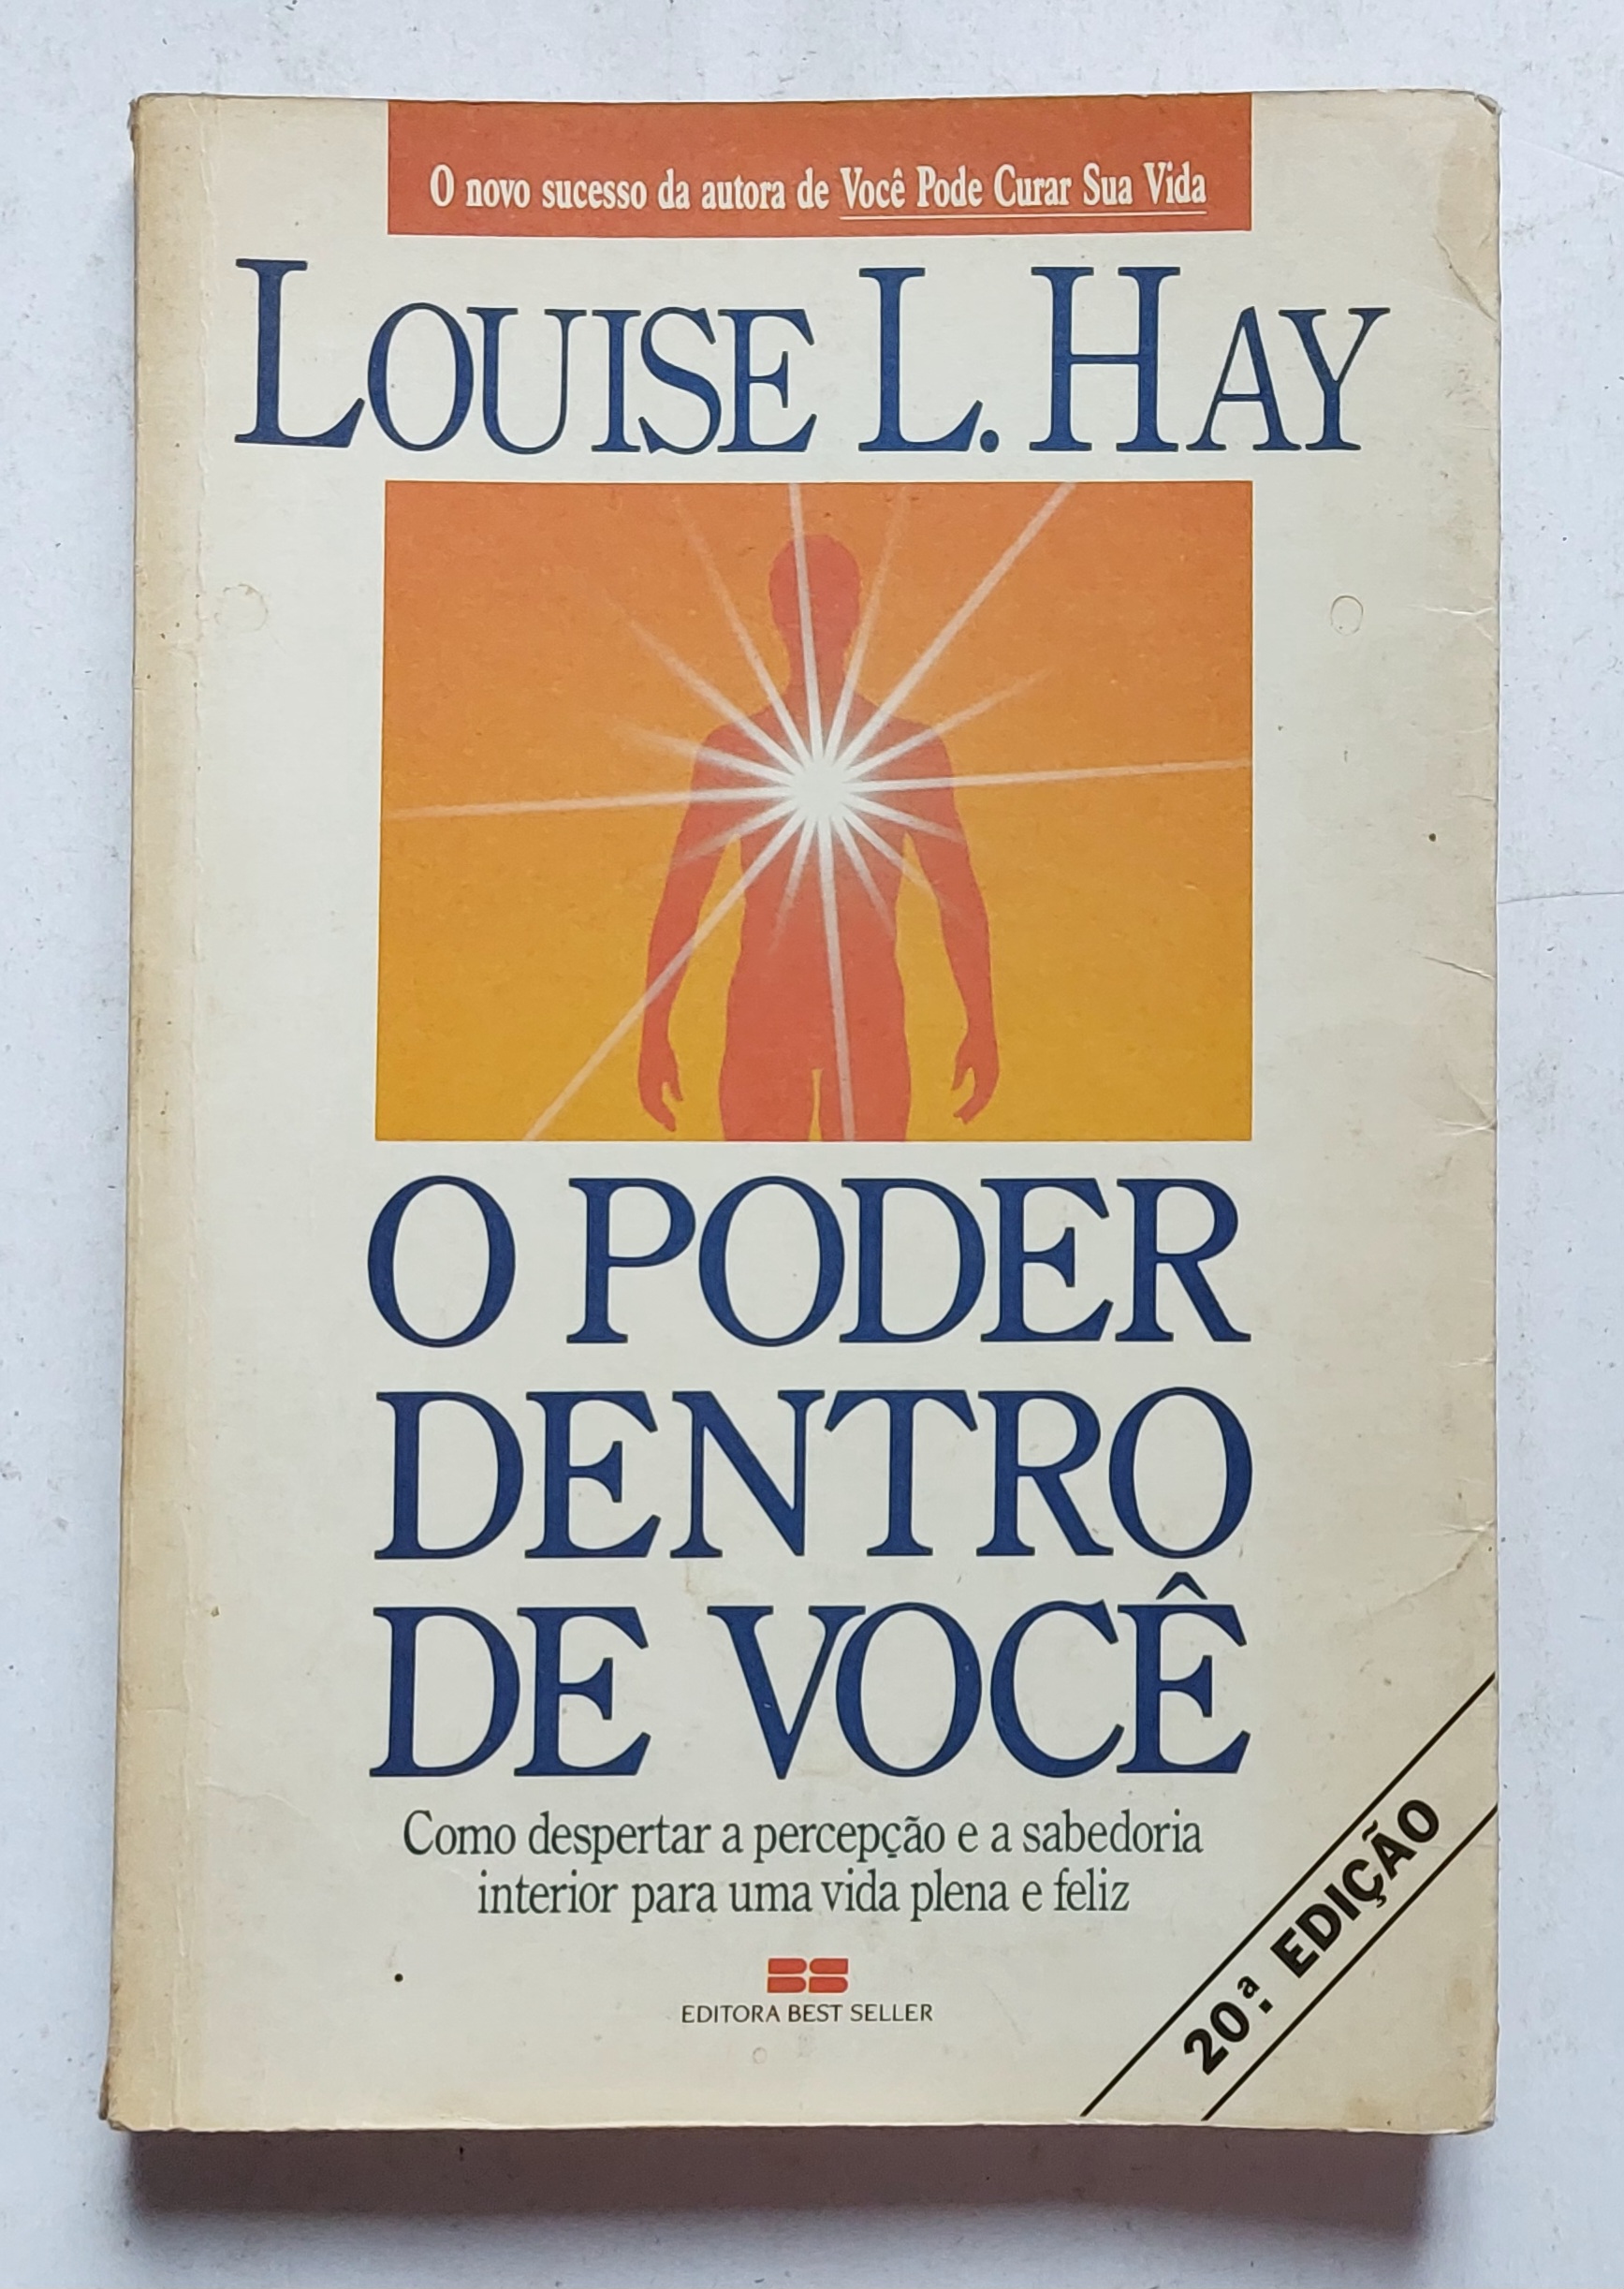 O novo sucesso da autora de Você Pode Curar Sua Vida
LOUISE L. HAY
O PODER
DENTRO
DE VOCÊ
Como despertar a percepção e a sabedoria
interior para uma vida plena e feliz
BS
EDITORA BEST SELLER
20ª. EDIÇÃO